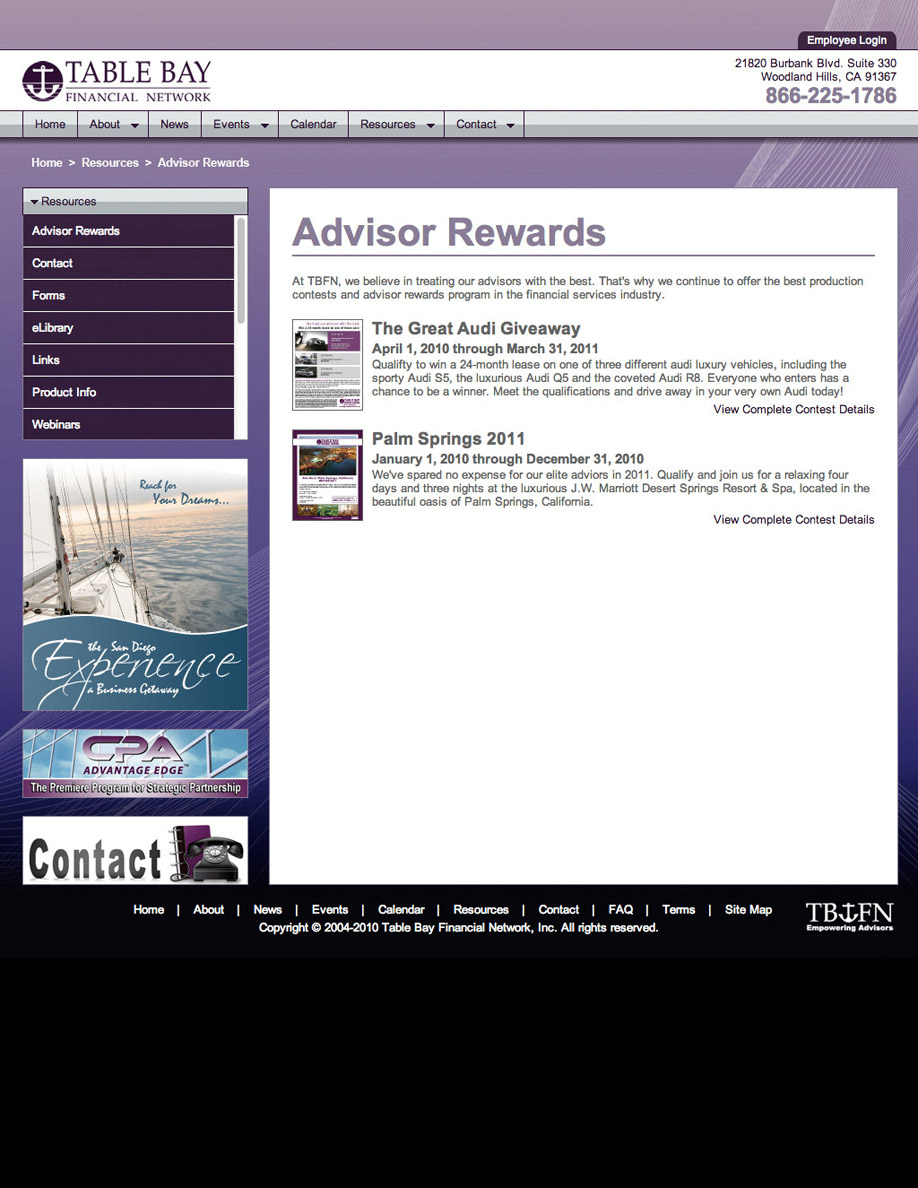 Employee Login
TABLE BAY
FINANCIAL NETWORK
21820 Burbank Blvd. Suite 330
Woodland Hills, CA 91367
866-225-1786
Home About News Events Calendar Resources Contact
Home > Resources > Advisor Rewards
Resources
Advisor Rewards
Contact
Forms
eLibrary
Links
Product Info
Webinars
Reach for
Your Dreams...
the San Diego
Experience
a Business Getaway
CPA
ADVANTAGE EDGE™
The Premiere Program for Strategic Partnership
Contact
Advisor Rewards
At TBFN, we believe in treating our advisors with the best. That's why we continue to offer the best production
contests and advisor rewards program in the financial services industry.
The Great Audi Giveaway
April 1, 2010 through March 31, 2011
Qualifty to win a 24-month lease on one of three different audi luxury vehicles, including the
sporty Audi S5, the luxurious Audi Q5 and the coveted Audi R8. Everyone who enters has a
chance to be a winner. Meet the qualifications and drive away in your very own Audi today!
View Complete Contest Details
TABLE BAY
Palm Springs 2011
January 1, 2010 through December 31, 2010
We've spared no expense for our elite adviors in 2011. Qualify and join us for a relaxing four
days and three nights at the luxurious J.W. Marriott Desert Springs Resort & Spa, located in the
beautiful oasis of Palm Springs, California.
View Complete Contest Details
Home | About | News | Events | Calendar | Resources | Contact | FAQ | Terms | Site Map
Copyright © 2004-2010 Table Bay Financial Network, Inc. All rights reserved.
TBFN
Empowering Advisors